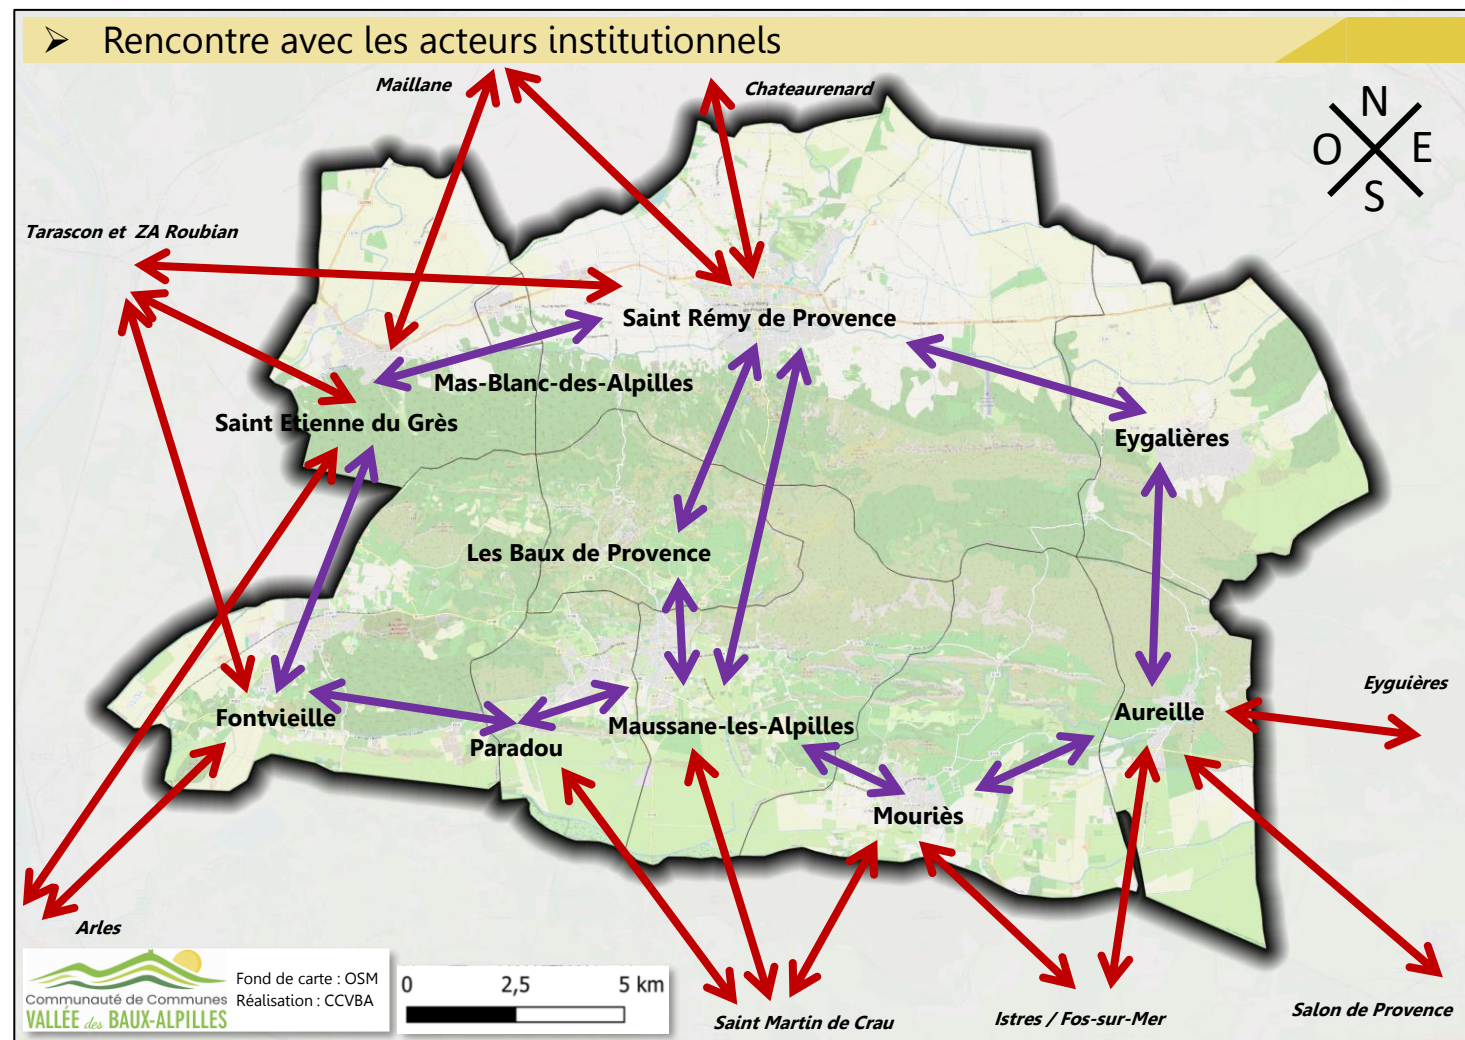 ➢ Rencontre avec les acteurs institutionnels
Maillane
Chateaurenard
N
O E
S
Tarascon et ZA Roubian
Saint Rémy de Provence
Mas-Blanc-des-Alpilles
Saint Etienne du Grès
Eygalières
Les Baux de Provence
Eyguières
Fontvieille
Aureille
Maussane-les-Alpilles
Paradou
Mouriès
Arles
Communauté de Communes
VALLÉE des BAUX-ALPILLES
Fond de carte : OSM
Réalisation : CCVBA
0 2,5 5 km
Saint Martin de Crau
Istres / Fos-sur-Mer
Salon de Provence